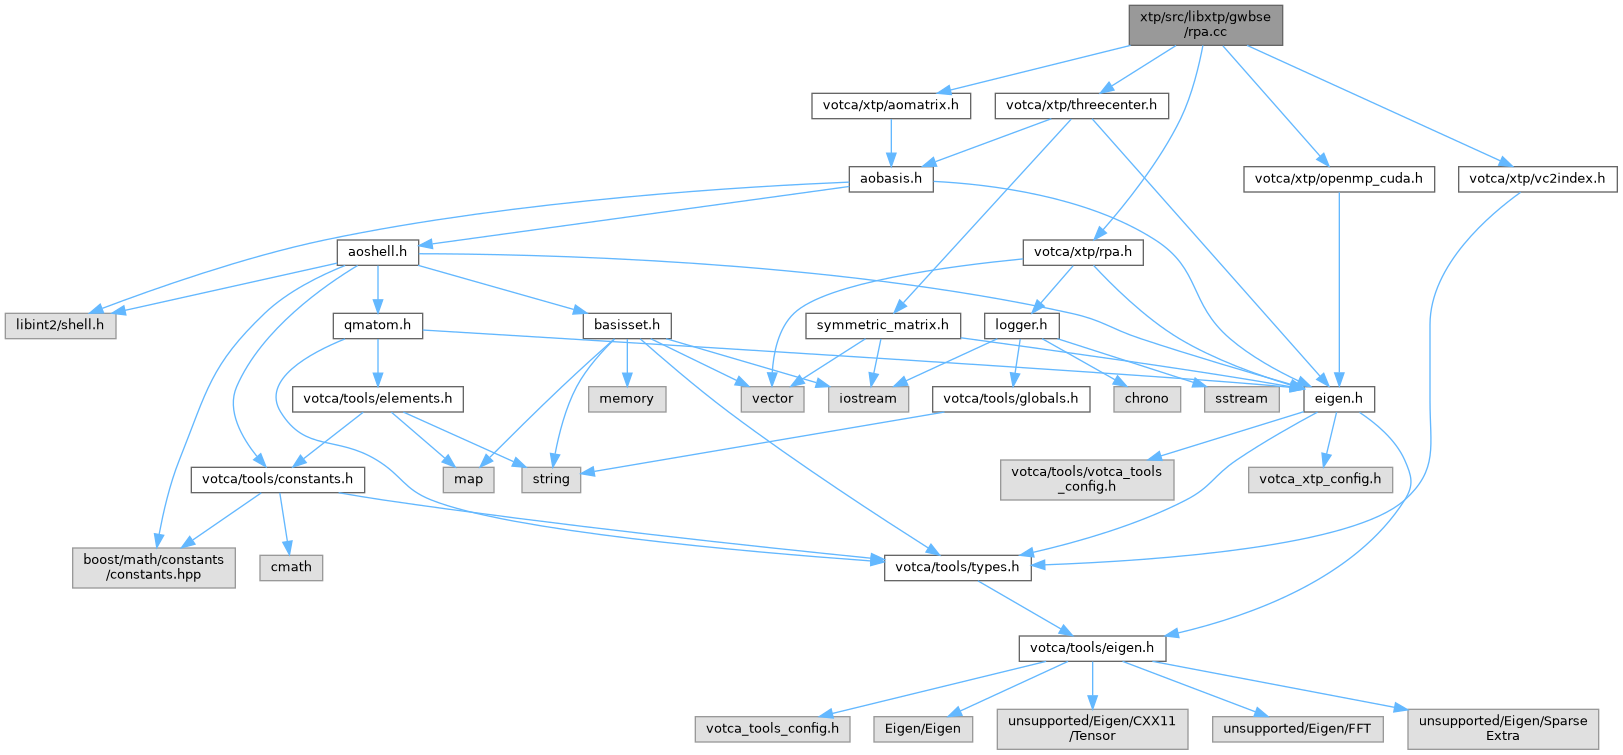 xtp/src/libxtp/gwbse
/rpa.cc
votca/xtp/aomatrix.h
votca/xtp/threecenter.h
aobasis.h
votca/xtp/openmp_cuda.h
votca/xtp/vc2index.h
aoshell.h
votca/xtp/rpa.h
libint2/shell.h
qmatom.h
basisset.h
symmetric_matrix.h
logger.h
votca/tools/elements.h
memory
vector
iostream
votca/tools/globals.h
chrono
sstream
eigen.h
votca/tools/constants.h
map
string
votca/tools/votca_tools
_config.h
votca_xtp_config.h
boost/math/constants
/constants.hpp
cmath
votca/tools/types.h
votca/tools/eigen.h
votca_tools_config.h
Eigen/Eigen
unsupported/Eigen/CXX11
/Tensor
unsupported/Eigen/FFT
unsupported/Eigen/Sparse
Extra